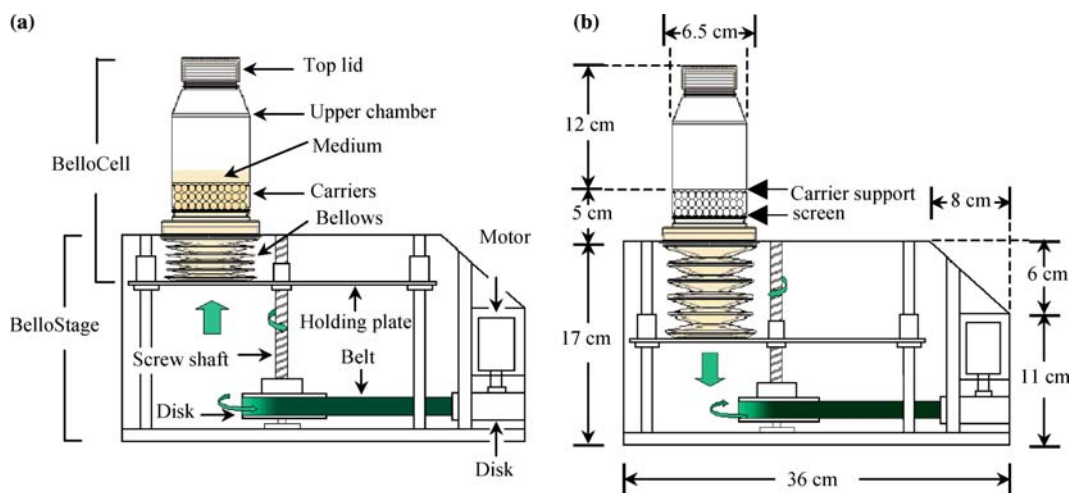 (a)
Top lid
Upper chamber
Medium
BelloCell
Carriers
Bellows
Motor
BelloStage
Holding plate
Screw shaft
Belt
Disk
Disk
(b)
6.5 cm
12 cm
Carrier support
screen
5 cm
8 cm
6 cm
17 cm
11 cm
36 cm